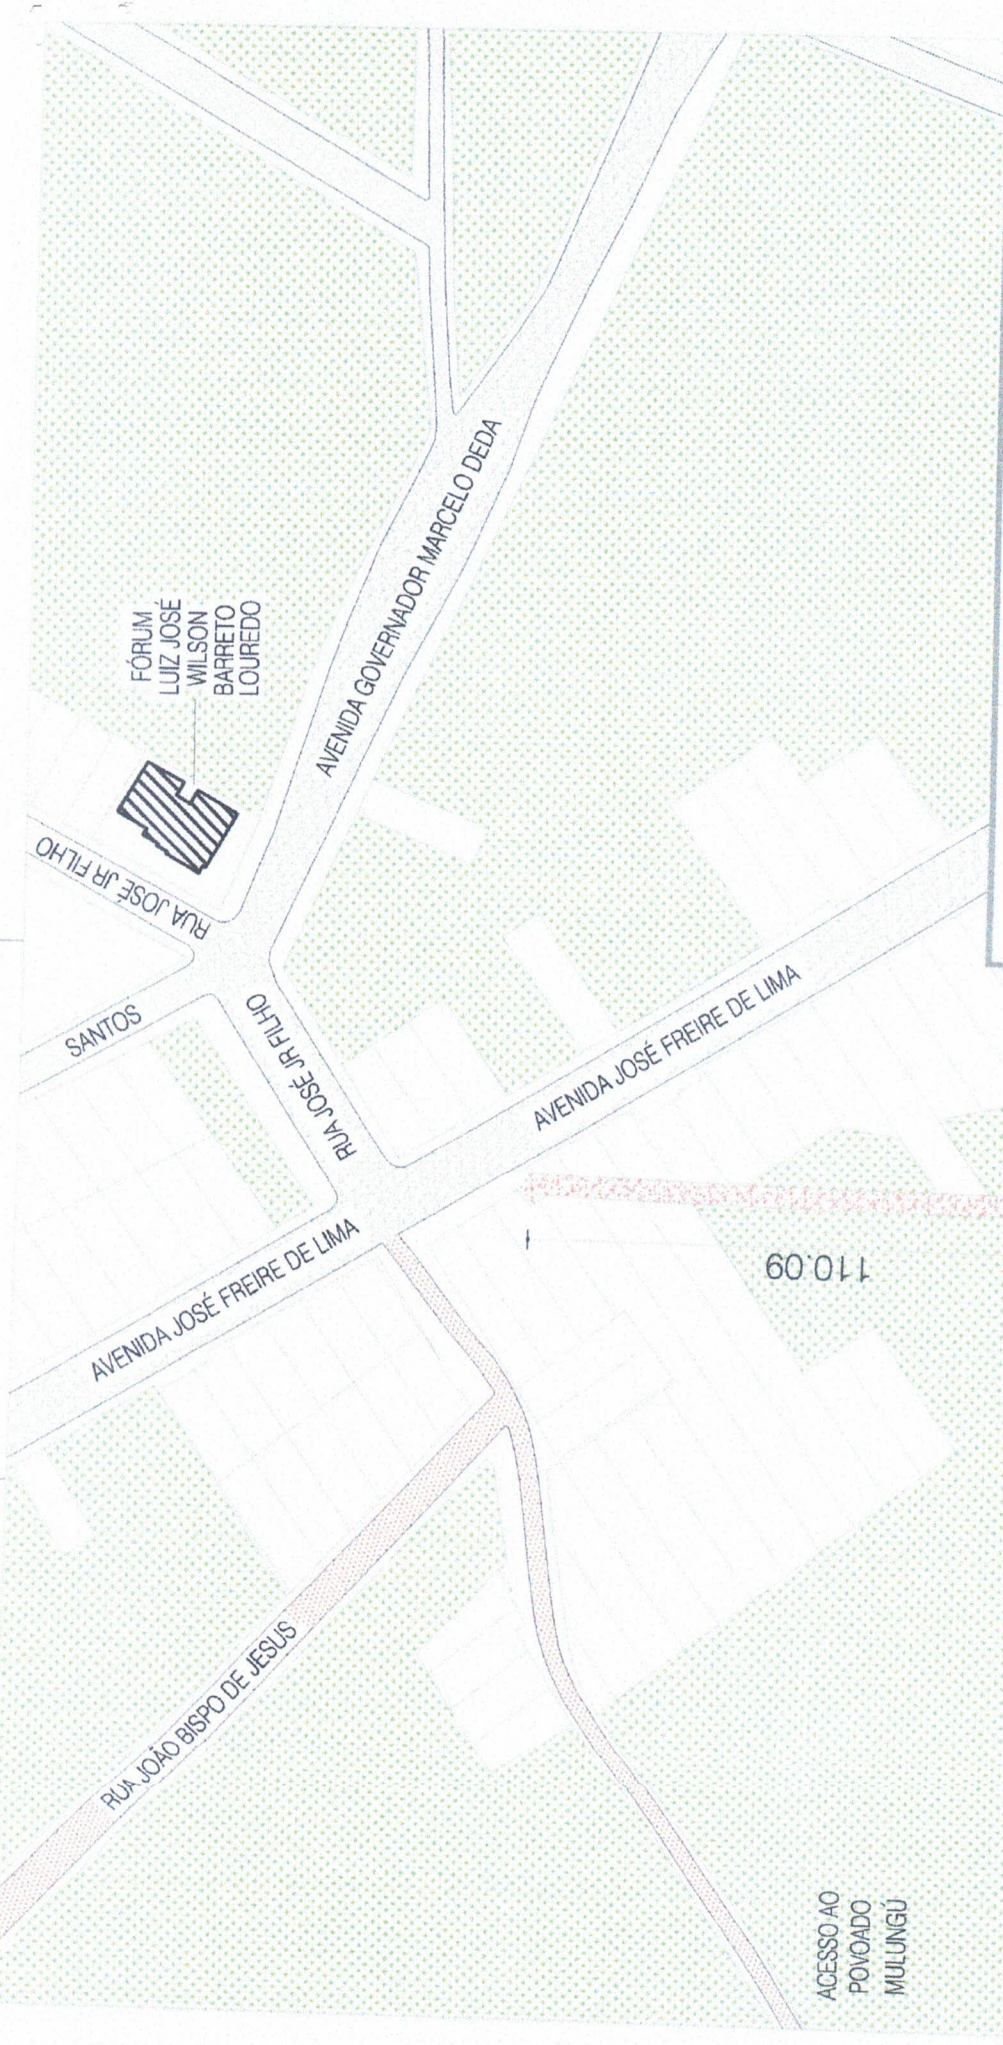 FÓRUM
LUIZ JOSÉ
WILSON
BARRETO
LOUREDO
RUA JOSÉ JR FILHO
AVENIDA GOVERNADOR MARCELO DEDA
SANTOS
RUA JOSÉ JR FILHO
AVENIDA JOSÉ FREIRE DE LIMA
AVENIDA JOSÉ FREIRE DE LIMA
110.09
RUA JOÃO BISPO DE JESUS
ACESSO AO
POVOADO
MULUNGÚ